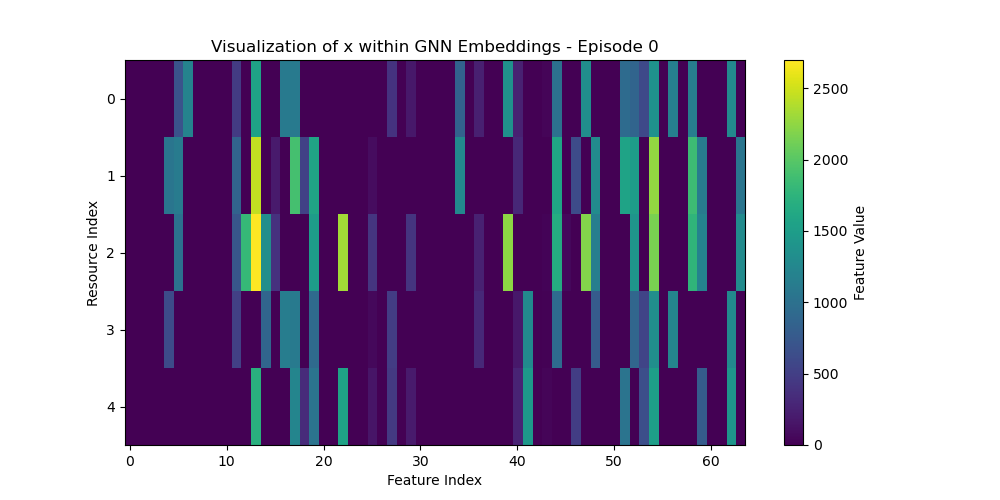 Visualization of x within GNN Embeddings - Episode 0
Resource Index
0
1
2
3
4
0 10 20 30 40 50 60
Feature Index
2500
2000
1500
1000
500
0
Feature Value